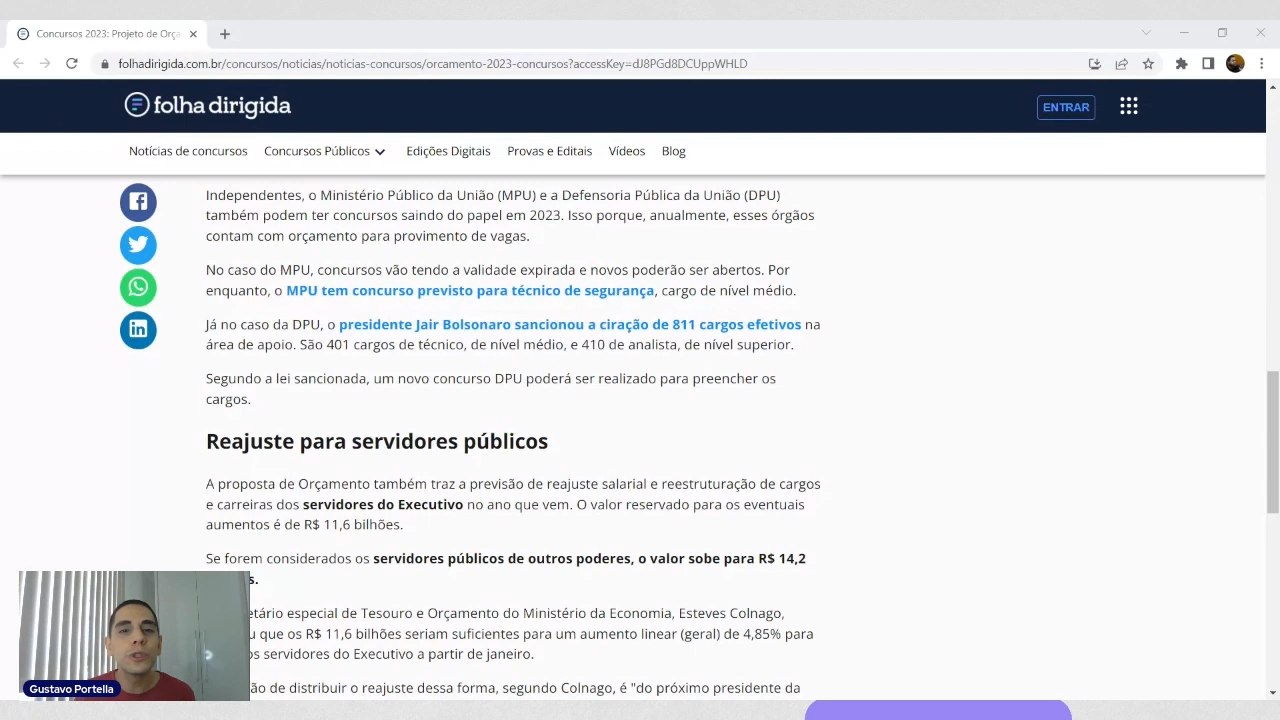 Concursos 2023: Projeto de Orça
folhadirigida.com.br/concursos/noticias/noticias-concursos/orcamento-2023-concursos?accessKey=dJ8PGd8DCUppWHLD
folha dirigida
ENTRAR
Notícias de concursos Concursos Públicos Edições Digitais Provas e Editais Vídeos Blog
Independentes, o Ministério Público da União (MPU) e a Defensoria Pública da União (DPU)
também podem ter concursos saindo do papel em 2023. Isso porque, anualmente, esses órgãos
contam com orçamento para provimento de vagas.
No caso do MPU, concursos vão tendo a validade expirada e novos poderão ser abertos. Por
enquanto, o MPU tem concurso previsto para técnico de segurança, cargo de nível médio.
Já no caso da DPU, o presidente Jair Bolsonaro sancionou a ciração de 811 cargos efetivos na
área de apoio. São 401 cargos de técnico, de nível médio, e 410 de analista, de nível superior.
Segundo a lei sancionada, um novo concurso DPU poderá ser realizado para preencher os
cargos.
Reajuste para servidores públicos
A proposta de Orçamento também traz a previsão de reajuste salarial e reestruturação de cargos
e carreiras dos servidores do Executivo no ano que vem. O valor reservado para os eventuais
aumentos é de R$ 11,6 bilhões.
Se forem considerados os servidores públicos de outros poderes, o valor sobe para R$ 14,2
s.
etário especial de Tesouro e Orçamento do Ministério da Economia, Esteves Colnago,
u que os R$ 11,6 bilhões seriam suficientes para um aumento linear (geral) de 4,85% para
os servidores do Executivo a partir de janeiro.
ão de distribuir o reajuste dessa forma, segundo Colnago, é "do próximo presidente da
Gustavo Portella